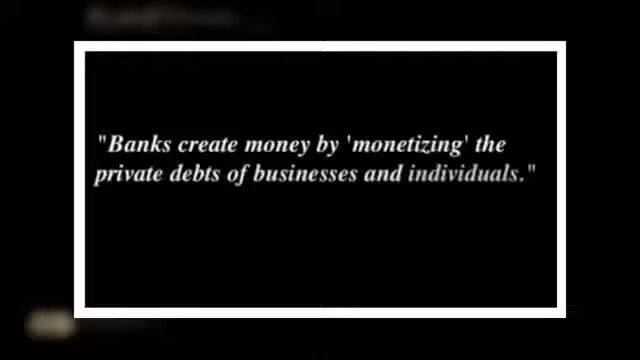 "Banks create money by 'monetizing' the
private debts of businesses and individuals."